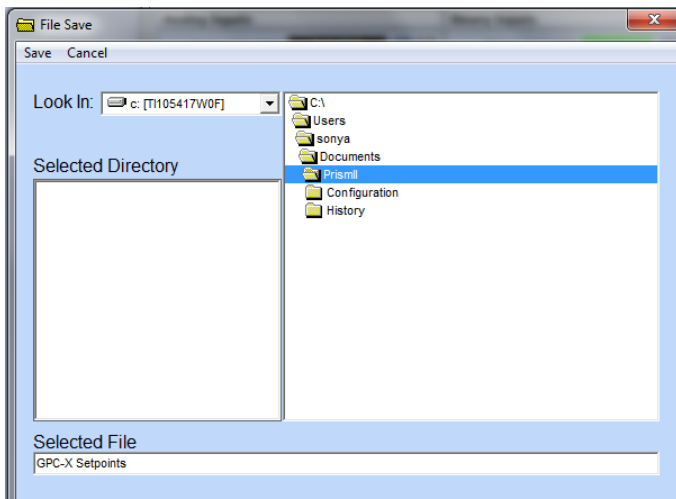 File Save
Save Cancel
Look In: c: [TI105417W0F]
C:\
Users
sonya
Documents
PrismII
Configuration
History
Selected Directory
Selected File
GPC-X Setpoints